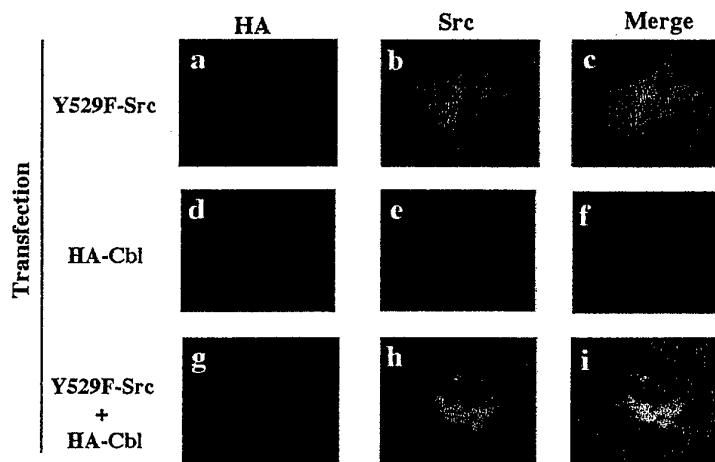 HA Src Merge
Transfection
Y529F-Src
a b c
HA-Cbl
d e f
Y529F-Src
+
HA-Cbl
g h i